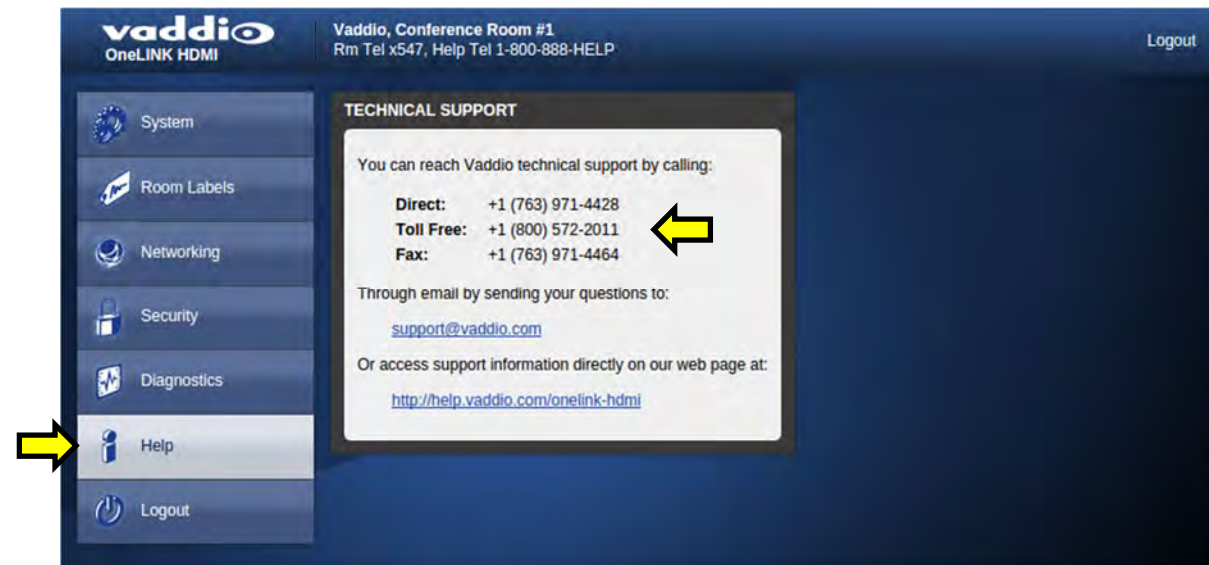 vaddio
OneLINK HDMI
Vaddio, Conference Room #1
Rm Tel x547, Help Tel 1-800-888-HELP
Logout
System
Room Labels
Networking
Security
Diagnostics
Help
Logout
TECHNICAL SUPPORT
You can reach Vaddio technical support by calling:
Direct: +1 (763) 971-4428
Toll Free: +1 (800) 572-2011
Fax: +1 (763) 971-4464
Through email by sending your questions to:
support@vaddio.com
Or access support information directly on our web page at:
http://help.vaddio.com/onelink-hdmi